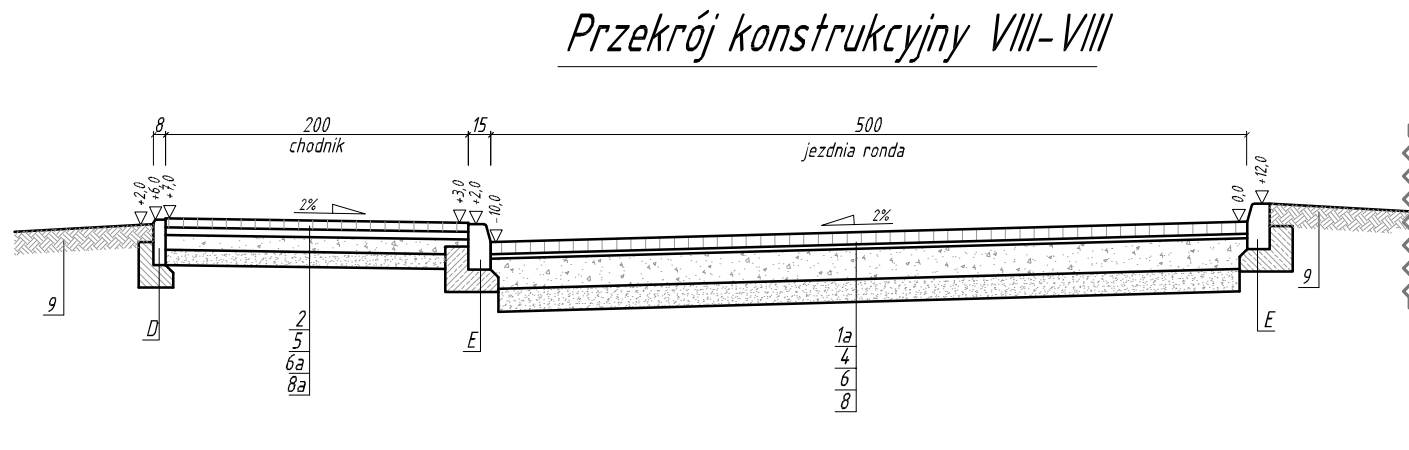 Przekrój konstrukcyjny VIII-VIII
8 200 15 500
chodnik jezdnia ronda
+2,0 +6,0 +7,0 +3,0 +2,0 -10,0 0,0 +12,0
2% 2%
9 9
D E E
2
5
6a
8a
1a
4
6
8